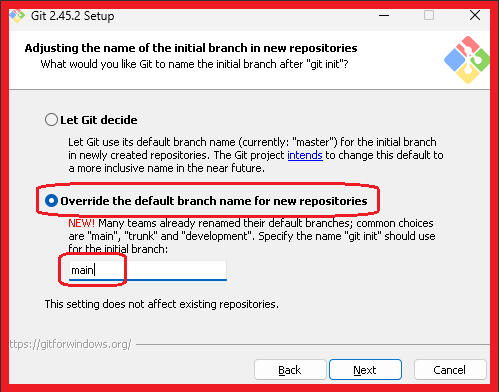 Git 2.45.2 Setup
Adjusting the name of the initial branch in new repositories
What would you like Git to name the initial branch after "git init"?
Let Git decide
Let Git use its default branch name (currently: "master") for the initial branch
in newly created repositories. The Git project intends to change this default to
a more inclusive name in the near future.
Override the default branch name for new repositories
NEW! Many teams already renamed their default branches; common choices
are "main", "trunk" and "development". Specify the name "git init" should use
for the initial branch:
main
This setting does not affect existing repositories.
ttps://gitforwindows.org/
Back Next Cancel